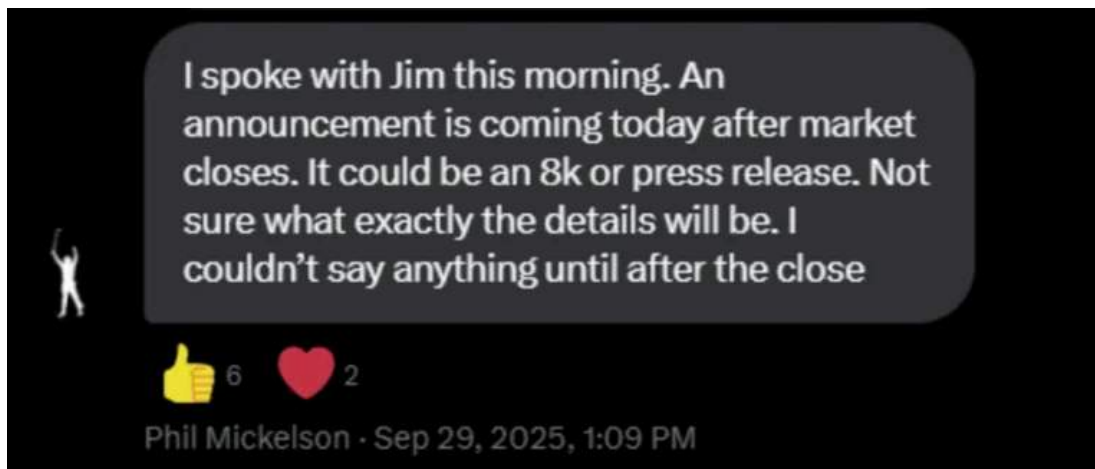 I spoke with Jim this morning. An
announcement is coming today after market
closes. It could be an 8k or press release. Not
sure what exactly the details will be. I
couldn’t say anything until after the close
👍 6 ❤️ 2
Phil Mickelson · Sep 29, 2025, 1:09 PM